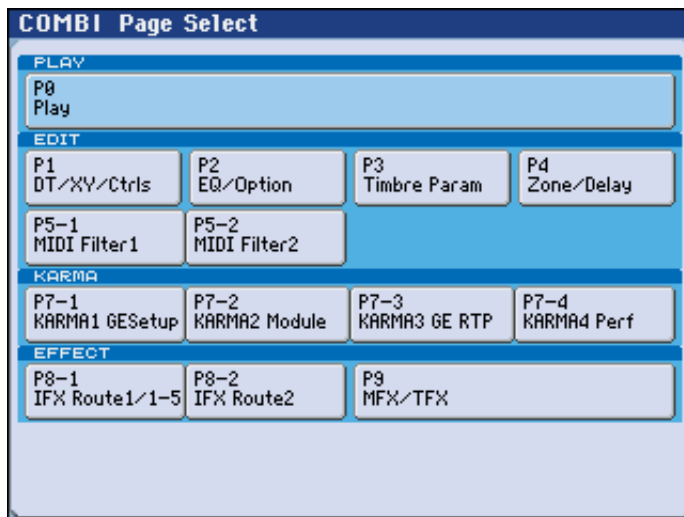 COMBI Page Select
PLAY
P0
Play
EDIT
P1
DT/XY/Ctrls
P2
EQ/Option
P3
Timbre Param
P4
Zone/Delay
P5-1
MIDI Filter1
P5-2
MIDI Filter2
KARMA
P7-1
KARMA1 GESetup
P7-2
KARMA2 Module
P7-3
KARMA3 GE RTP
P7-4
KARMA4 Perf
EFFECT
P8-1
IFX Route1/1-5
P8-2
IFX Route2
P9
MFX/TFX